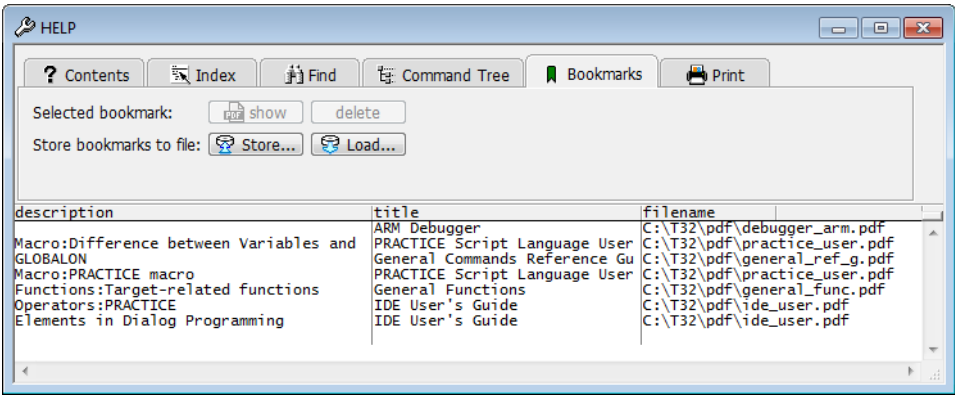 HELP
? Contents Index Find Command Tree Bookmarks Print
Selected bookmark: show delete
Store bookmarks to file: Store... Load...
description title filename
ARM Debugger C:\T32\pdf\debugger_arm.pdf
Macro:Difference between Variables and PRACTICE Script Language User C:\T32\pdf\practice_user.pdf
GLOBALON General Commands Reference Gu C:\T32\pdf\general_ref_g.pdf
Macro:PRACTICE macro PRACTICE Script Language User C:\T32\pdf\practice_user.pdf
Functions:Target-related functions General Functions C:\T32\pdf\general_func.pdf
Operators:PRACTICE IDE User's Guide C:\T32\pdf\ide_user.pdf
Elements in Dialog Programming IDE User's Guide C:\T32\pdf\ide_user.pdf